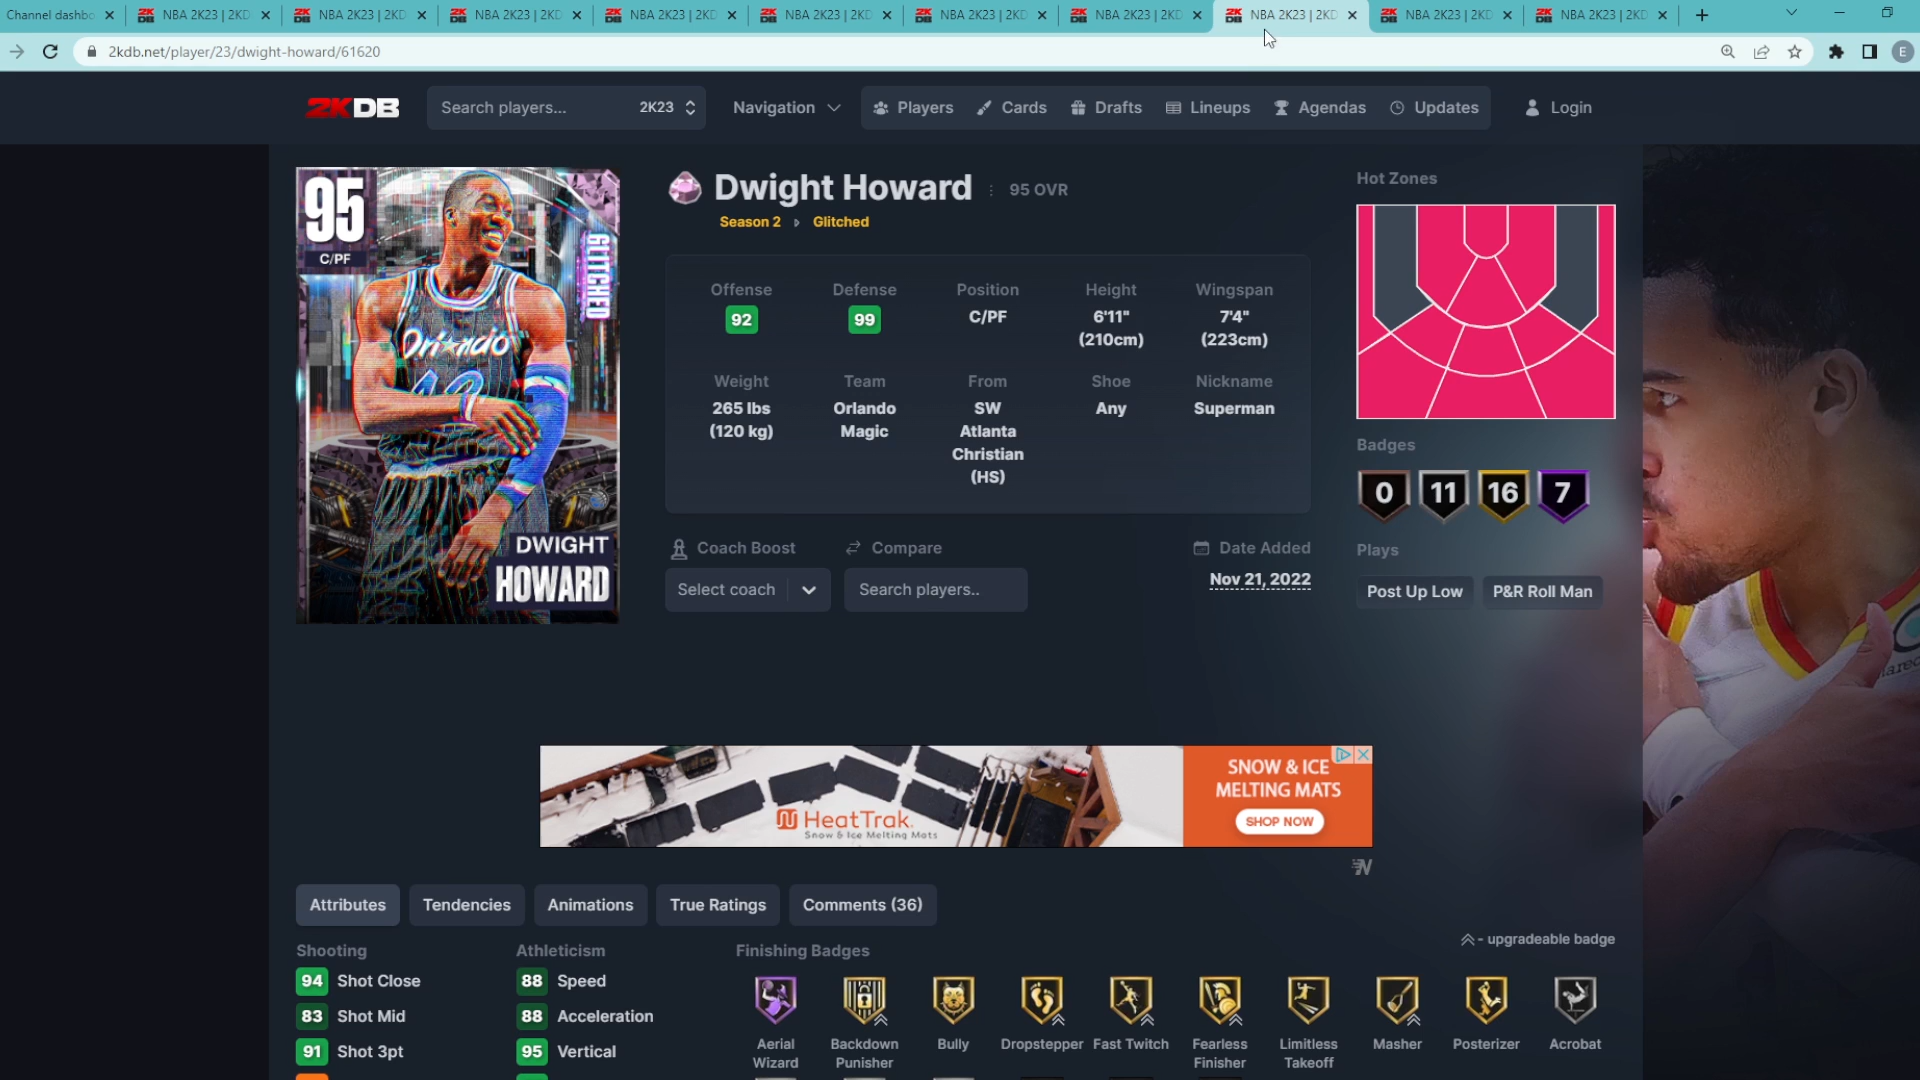 Channel dashbo
NBA 2K23 | 2KD
NBA 2K23 | 2KD
NBA 2K23 | 2KD
NBA 2K23 | 2KD
NBA 2K23 | 2KD
NBA 2K23 | 2KD
NBA 2K23 | 2KD
NBA 2K23 | 2KD
NBA 2K23 | 2KD
NBA 2K23 | 2KD
2kdb.net/player/23/dwight-howard/61620
E
2KDB
Search players...
2K23
Navigation
Players
Cards
Drafts
Lineups
Agendas
Updates
Login
95
C/PF
GLITCHED
Orlando
DWIGHT
HOWARD
Dwight Howard
95 OVR
Season 2
Glitched
Offense
Defense
Position
Height
Wingspan
92
99
C/PF
6'11"
(210cm)
7'4"
(223cm)
Weight
Team
From
Shoe
Nickname
265 lbs
(120 kg)
Orlando
Magic
SW
Atlanta
Christian
(HS)
Any
Superman
Coach Boost
Compare
Date Added
Select coach
Search players..
Nov 21, 2022
Hot Zones
Badges
0
11
16
7
Plays
Post Up Low
P&R Roll Man
HeatTrak
Snow & Ice Melting Mats
SNOW & ICE
MELTING MATS
SHOP NOW
Attributes
Tendencies
Animations
True Ratings
Comments (36)
- upgradeable badge
Shooting
94 Shot Close
83 Shot Mid
91 Shot 3pt
Athleticism
88 Speed
88 Acceleration
95 Vertical
Finishing Badges
Aerial
Wizard
Backdown
Punisher
Bully
Dropstepper
Fast Twitch
Fearless
Finisher
Limitless
Takeoff
Masher
Posterizer
Acrobat